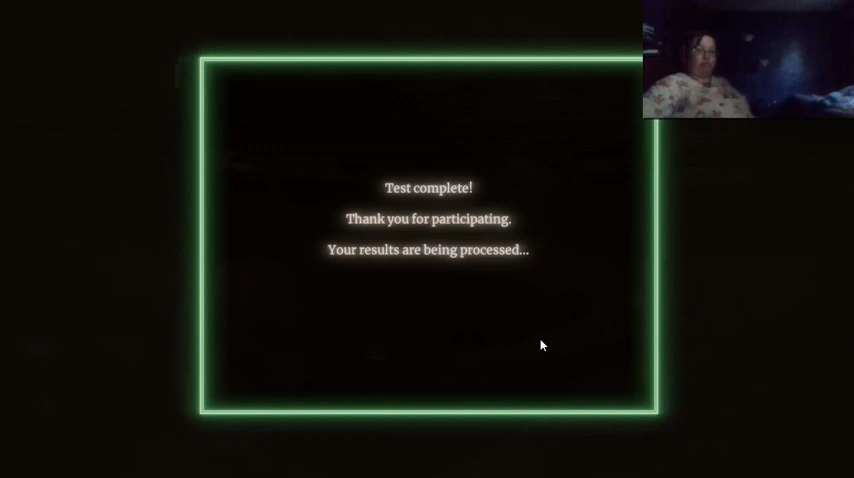 Test complete!
Thank you for participating.
Your results are being processed...